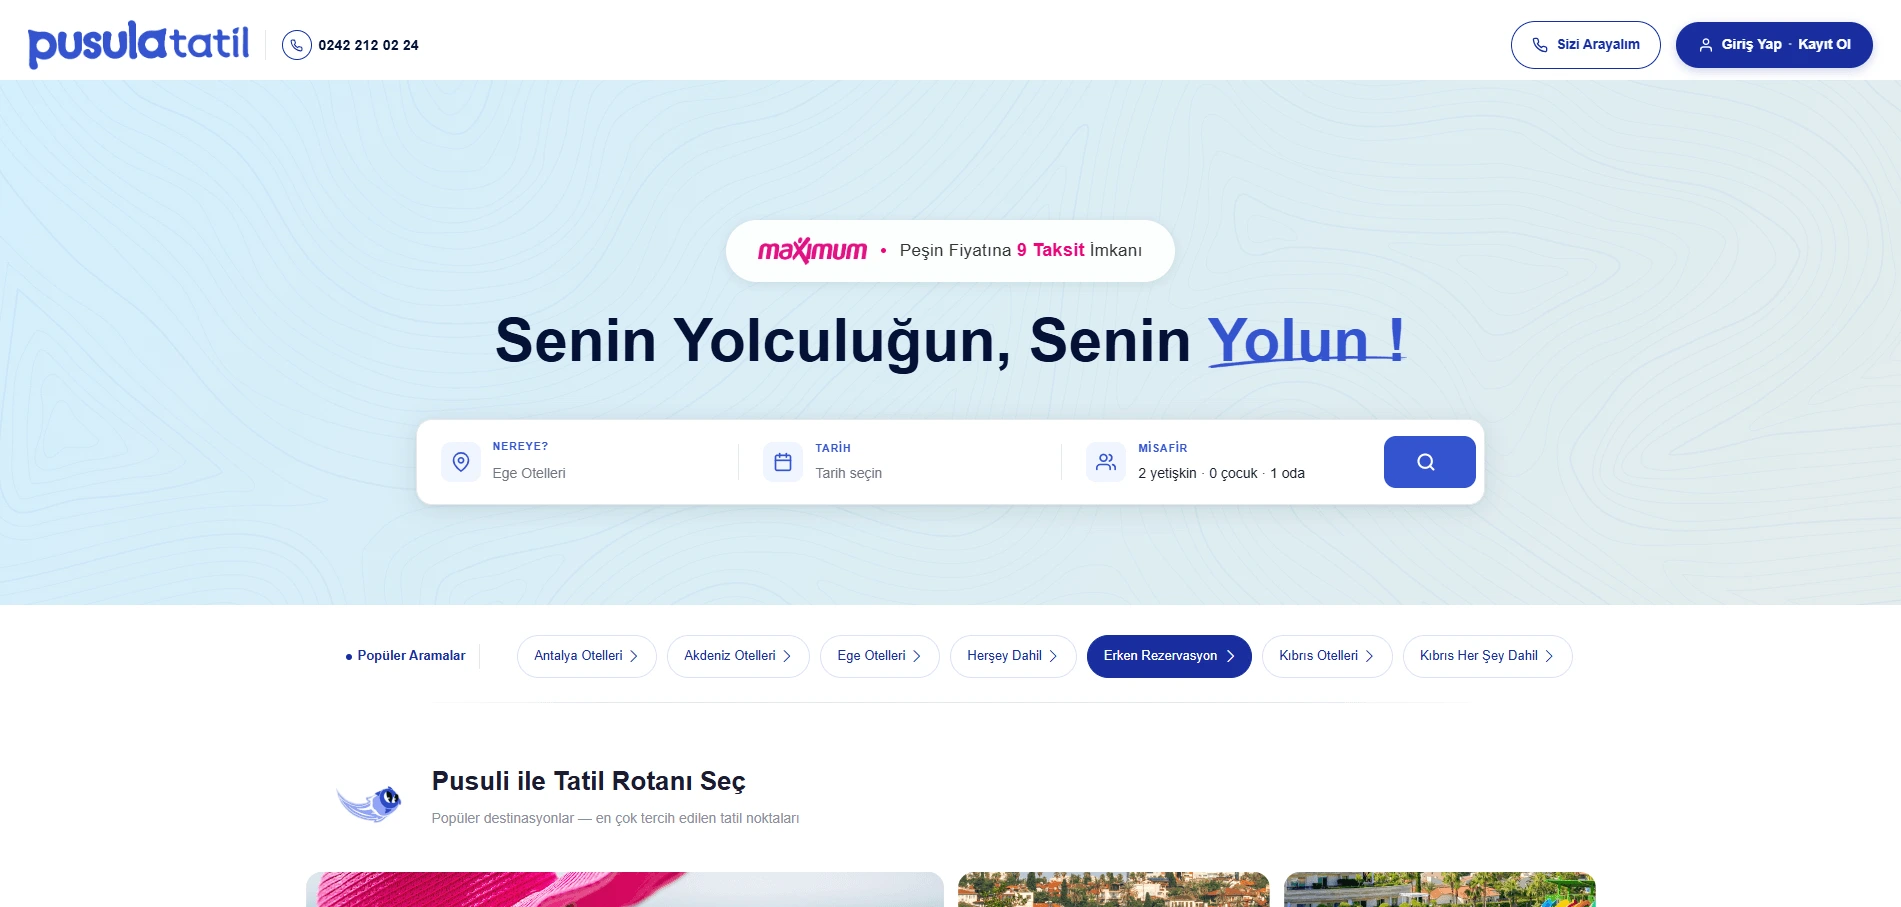 pusulatatil
0242 212 02 24
Sizi Arayalım
Giriş Yap · Kayıt Ol
maximum • Peşin Fiyatına 9 Taksit İmkanı
Senin Yolculuğun, Senin Yolun !
NEREYE?
Ege Otelleri
TARİH
Tarih seçin
MİSAFİR
2 yetişkin · 0 çocuk · 1 oda
• Popüler Aramalar
Antalya Otelleri
Akdeniz Otelleri
Ege Otelleri
Herşey Dahil
Erken Rezervasyon
Kıbrıs Otelleri
Kıbrıs Her Şey Dahil
Pusuli ile Tatil Rotanı Seç
Popüler destinasyonlar — en çok tercih edilen tatil noktaları